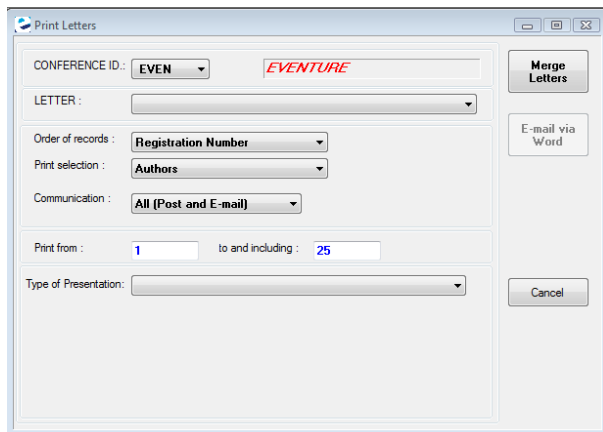 Print Letters
CONFERENCE ID.: EVEN EVENTURE
Merge
Letters
LETTER :
E-mail via
Word
Order of records : Registration Number
Print selection : Authors
Communication : All (Post and E-mail)
Print from : 1 to and including : 25
Type of Presentation:
Cancel